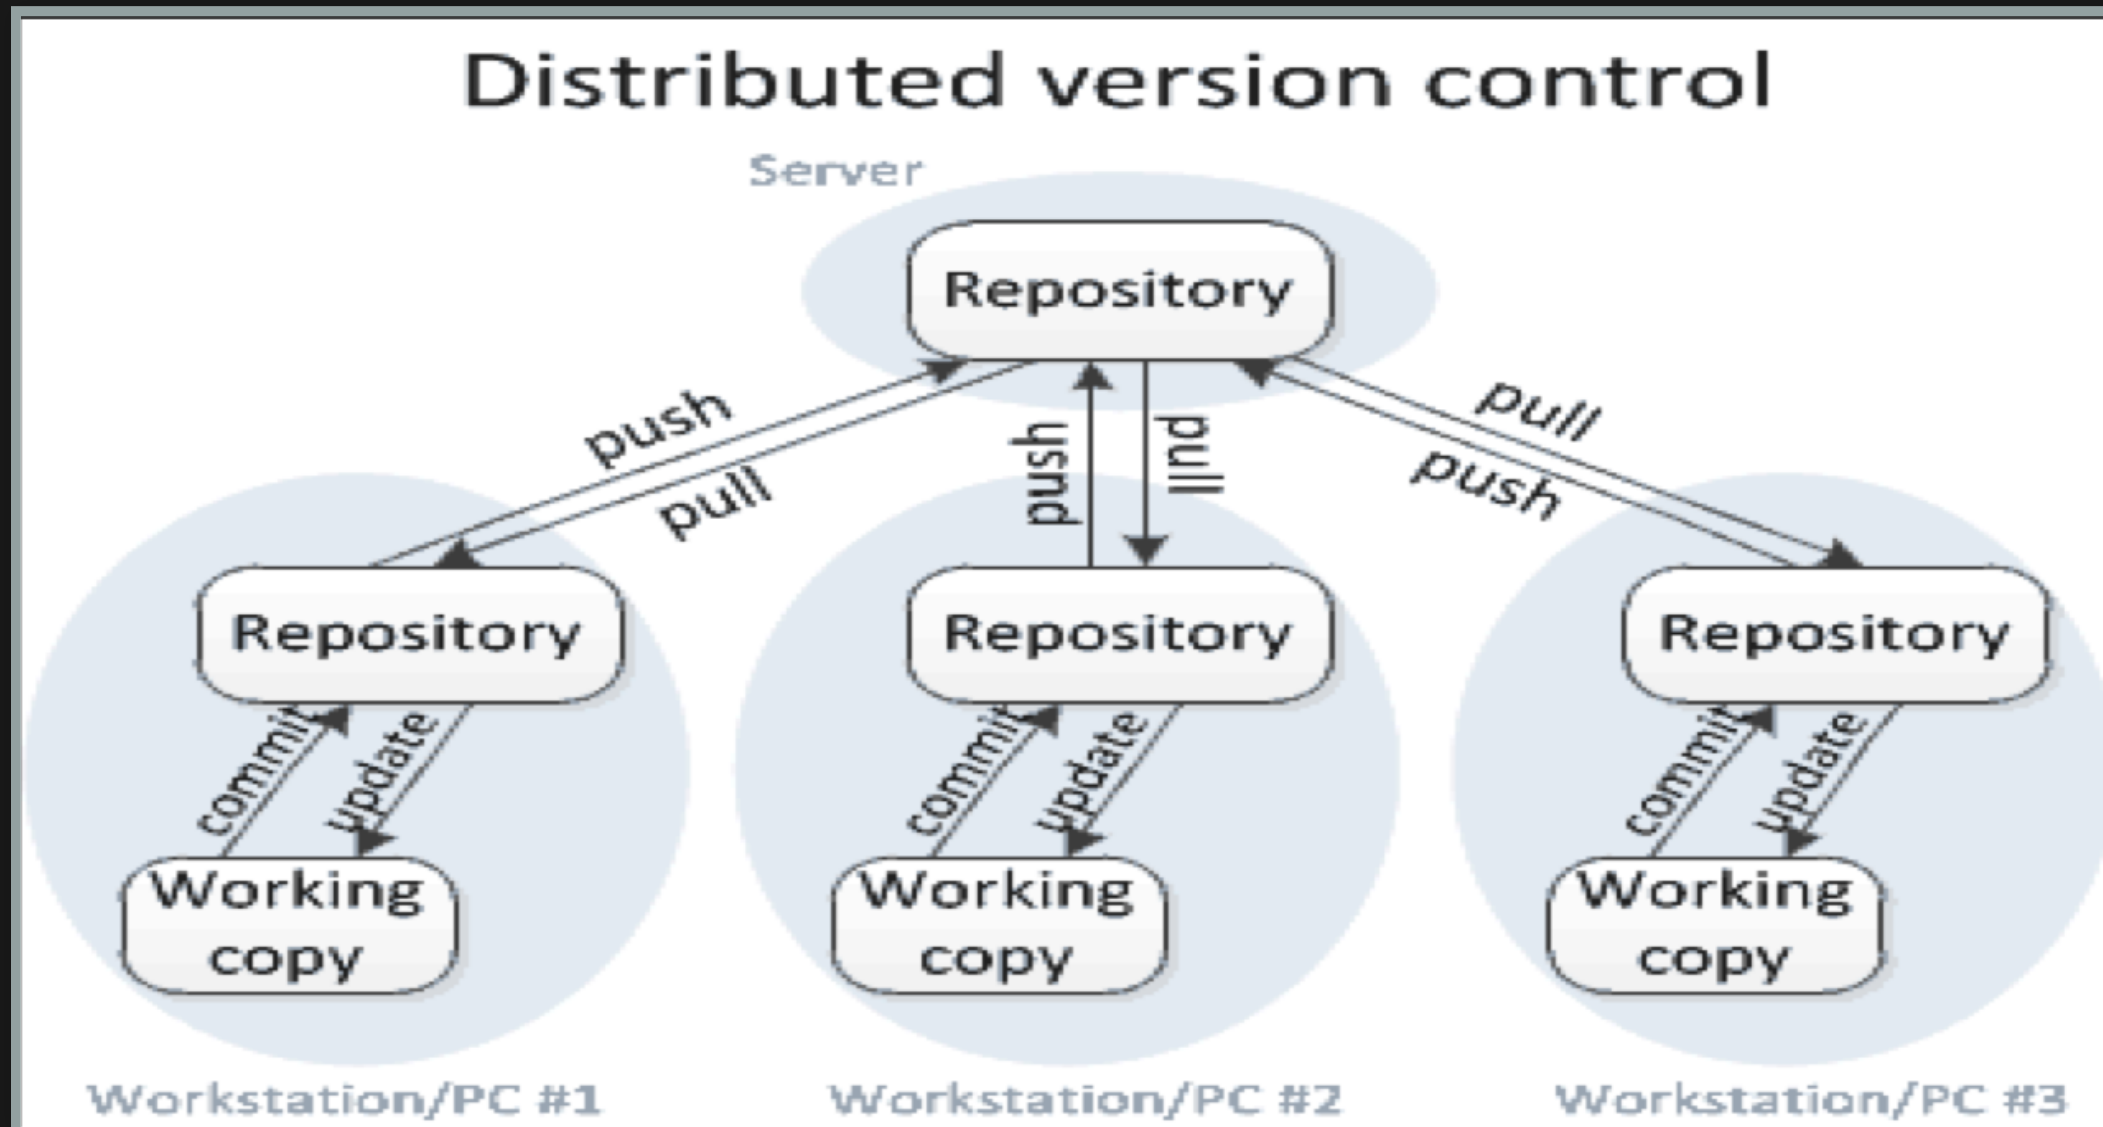 Distributed version control
Server
Repository
push
pull
push
pull
pull
push
Repository
Repository
Repository
commit
update
commit
update
commit
update
Working
copy
Working
copy
Working
copy
Workstation/PC #1
Workstation/PC #2
Workstation/PC #3